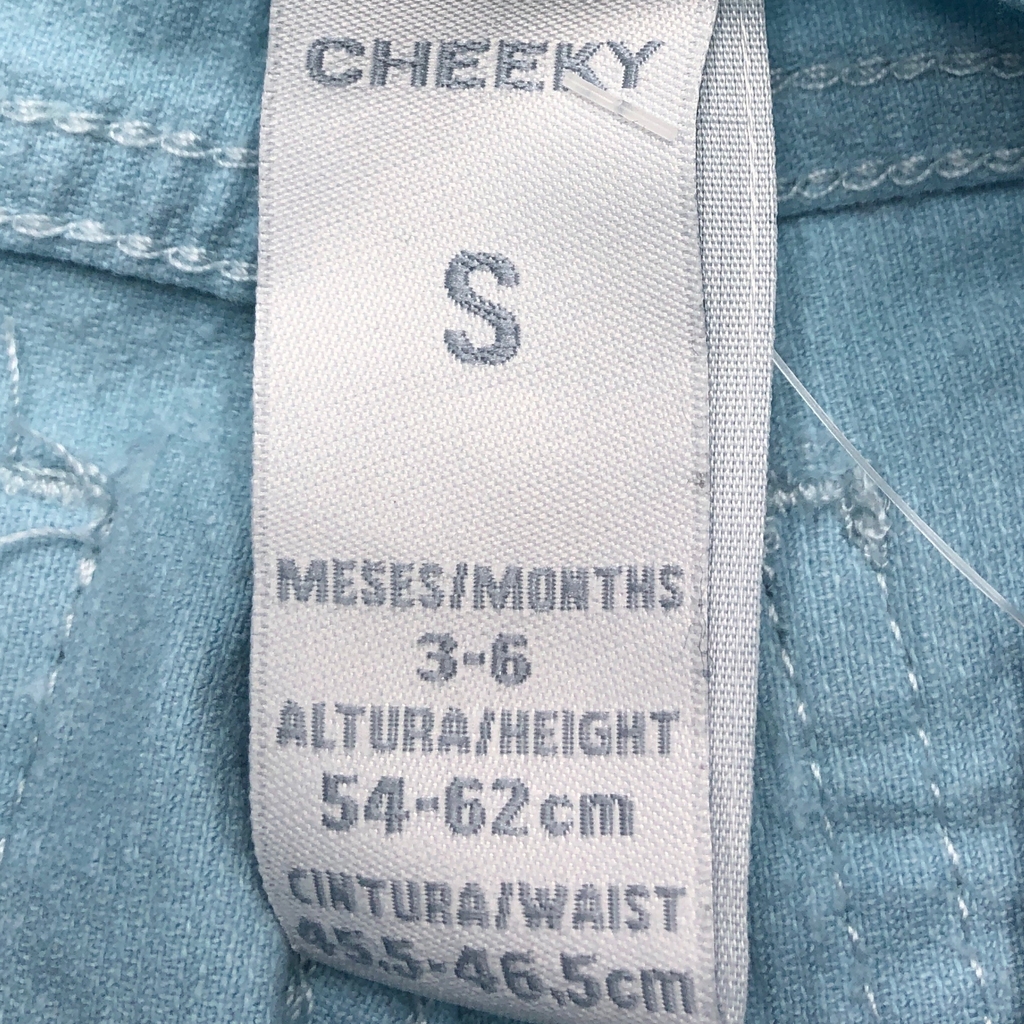 CHEEKY
S
MESES/MONTHS
3-6
ALTURA/HEIGHT
54-62cm
CINTURA/WAIST
45.5-46.5cm